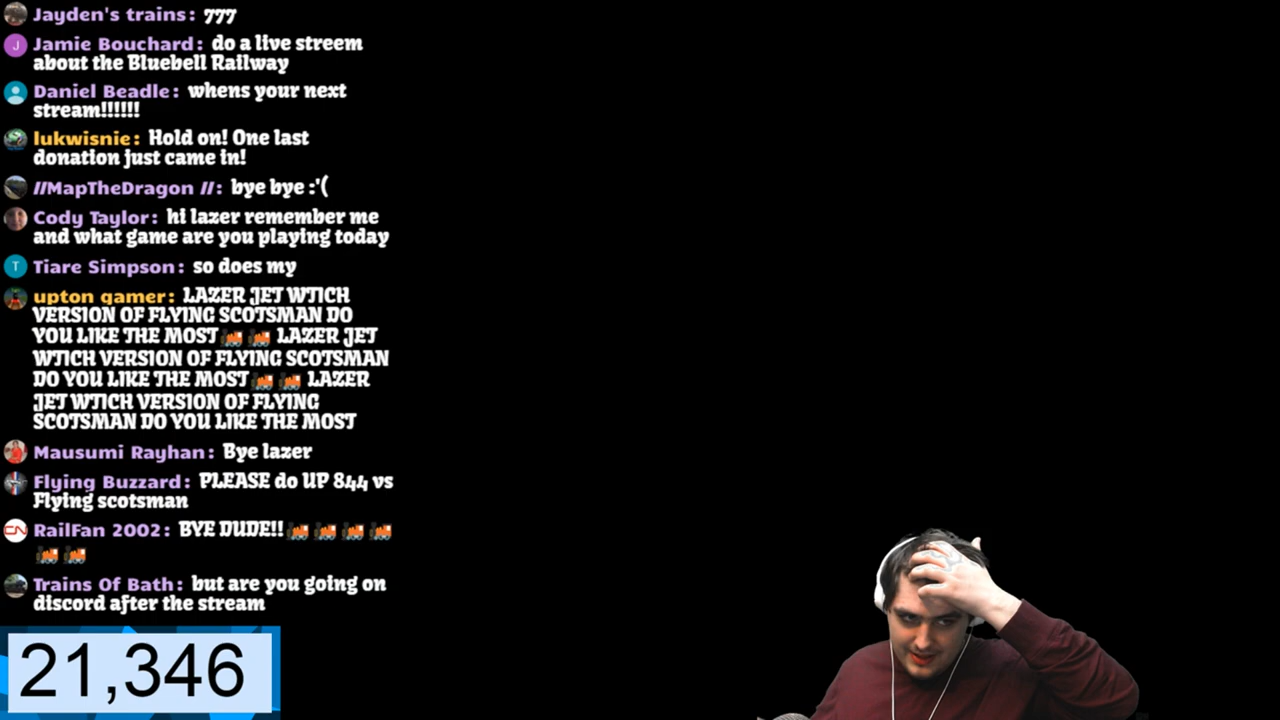 Jayden's trains: 777
Jamie Bouchard: do a live streem
about the Bluebell Railway
Daniel Beadle: whens your next
stream!!!!!!
lukwisnie: Hold on! One last
donation just came in!
//MapTheDragon //: bye bye :'(
Cody Taylor: hi lazer remember me
and what game are you playing today
T
Tiare Simpson: so does my
upton gamer: LAZER JET WTICH
VERSION OF FLYING SCOTSMAN DO
YOU LIKE THE MOST🚂 🚂 LAZER JET
WTICH VERSION OF FLYING SCOTSMAN
DO YOU LIKE THE MOST🚂 🚂 LAZER
JET WTICH VERSION OF FLYING
SCOTSMAN DO YOU LIKE THE MOST
Mausumi Rayhan: Bye lazer
Flying Buzzard: PLEASE do UP 844 vs
Flying scotsman
CN
RailFan 2002: BYE DUDE!!🚂 🚂 🚂 🚂
🚂 🚂
Trains Of Bath: but are you going on
discord after the stream
21,346